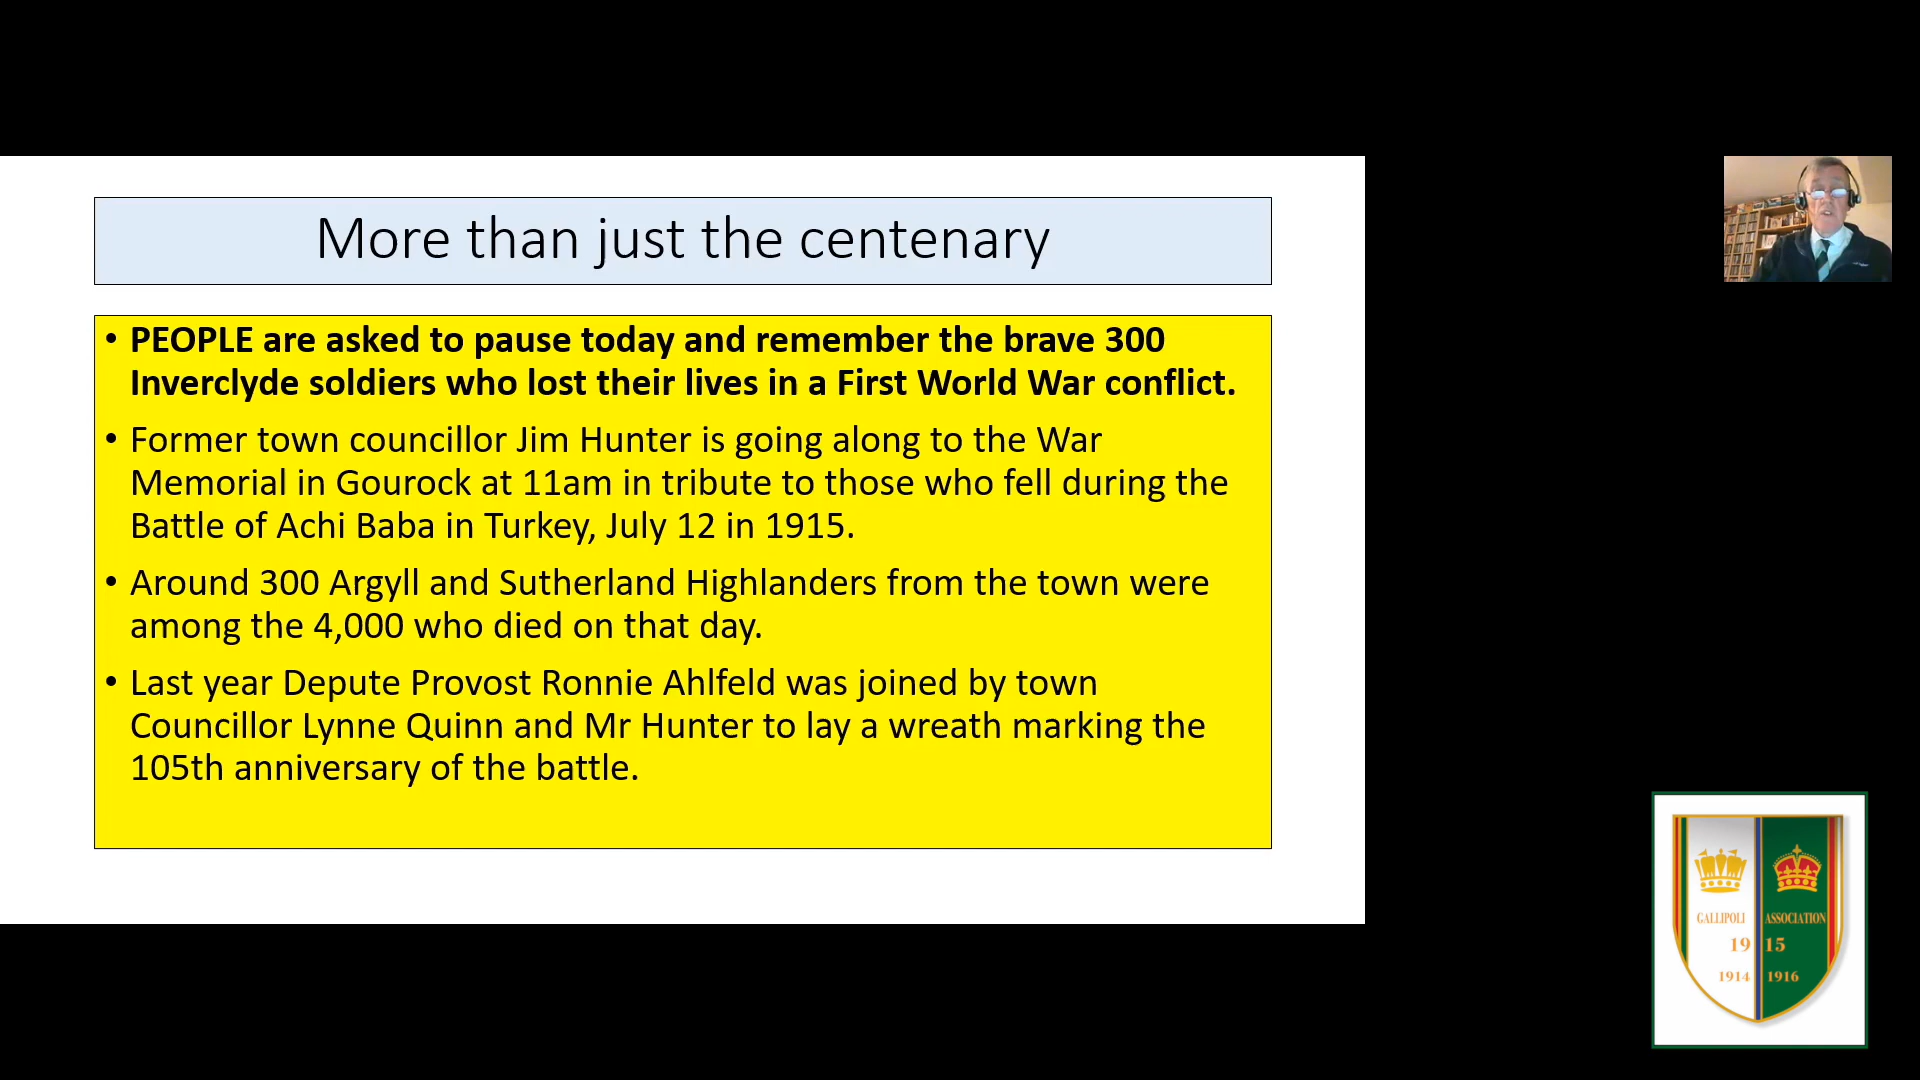 More than just the centenary
• PEOPLE are asked to pause today and remember the brave 300
Inverclyde soldiers who lost their lives in a First World War conflict.
• Former town councillor Jim Hunter is going along to the War
Memorial in Gourock at 11am in tribute to those who fell during the
Battle of Achi Baba in Turkey, July 12 in 1915.
• Around 300 Argyll and Sutherland Highlanders from the town were
among the 4,000 who died on that day.
• Last year Depute Provost Ronnie Ahlfeld was joined by town
Councillor Lynne Quinn and Mr Hunter to lay a wreath marking the
105th anniversary of the battle.
GALLIPOLI ASSOCIATION
19 15
1914 1916